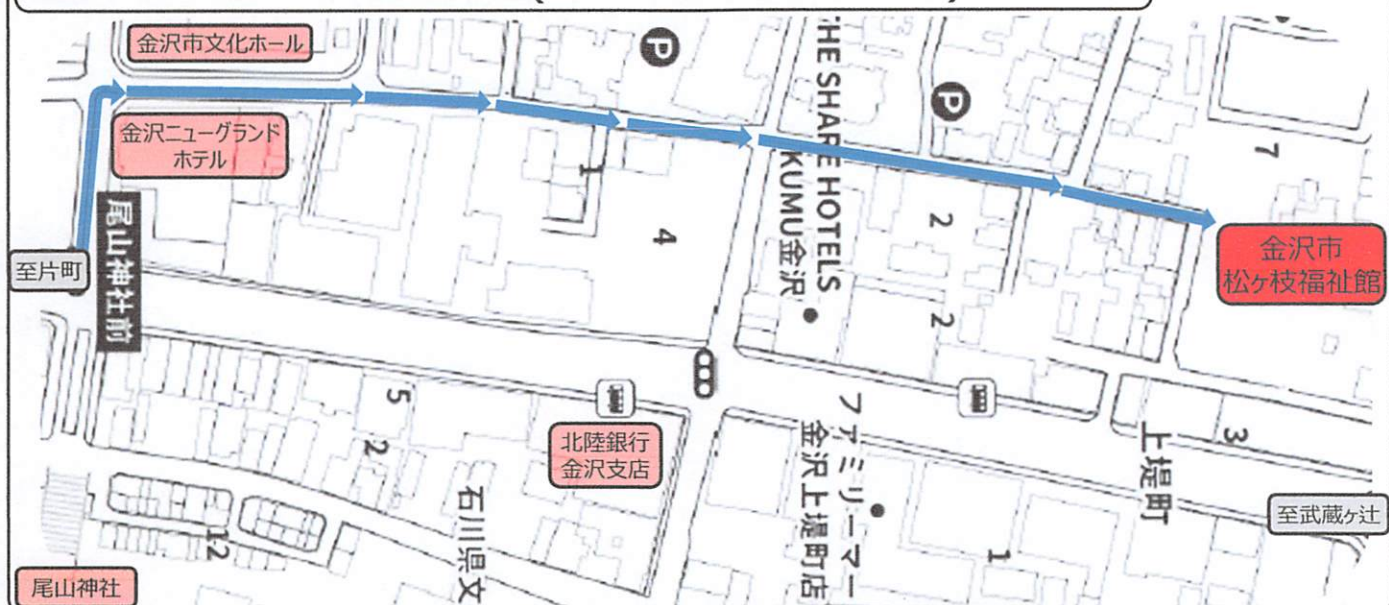 金沢市文化ホール
金沢ニューグランド
ホテル
尾山神社前
至片町
P
P
THE SHARE HOTELS
KUMU金沢
1
4
2
2
7
金沢市
松ヶ枝福祉館
5
2
12
北陸銀行
金沢支店
石川県文
ファミリーマー
金沢上堤町店
上堤町
3
1
至武蔵ヶ辻
尾山神社